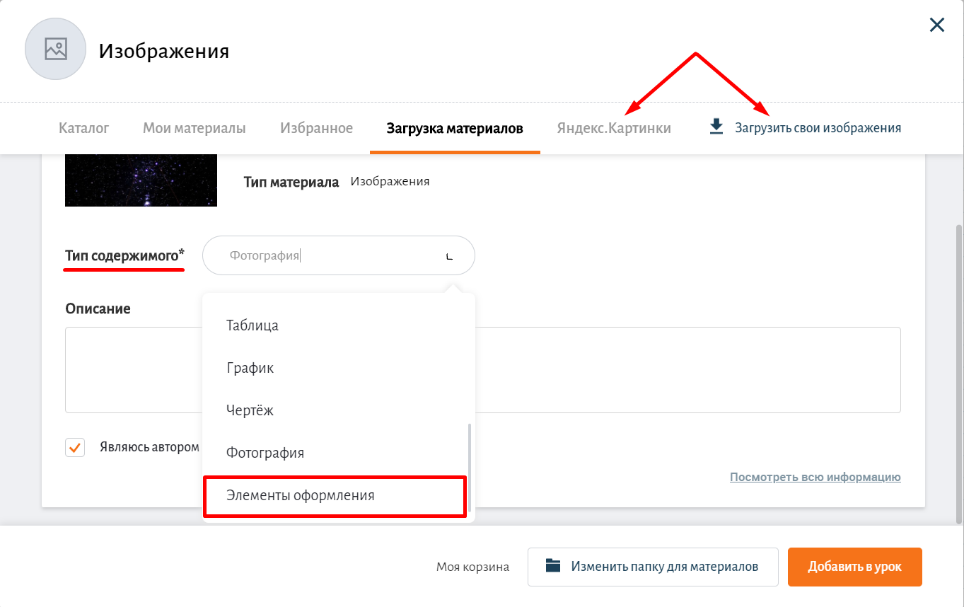 Изображения
Каталог Мои материалы Избранное Загрузка материалов Яндекс.Картинки Загрузить свои изображения
Тип материала Изображения
Тип содержимого* Фотография
Описание
Таблица
График
Чертёж
Являюсь автором
Фотография
Посмотреть всю информацию
Элементы оформления
Моя корзина Изменить папку для материалов Добавить в урок